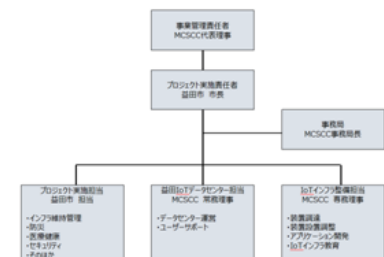 事業管理責任者
MCSCC代表理事
プロジェクト実施責任者
益田市 市長
事務局
MCSCC事務局長
プロジェクト実施担当
益田市 担当
・インフラ維持管理
・防災
・医療健康
・セキュリティ
・そのほか
益田IoTデータセンター担当
MCSCC 常務理事
・データセンター運営
・ユーザーサポート
IoTインフラ整備担当
MCSCC 専務理事
・装置調達
・装置設置調整
・アプリケーション開発
・IoTインフラ教育